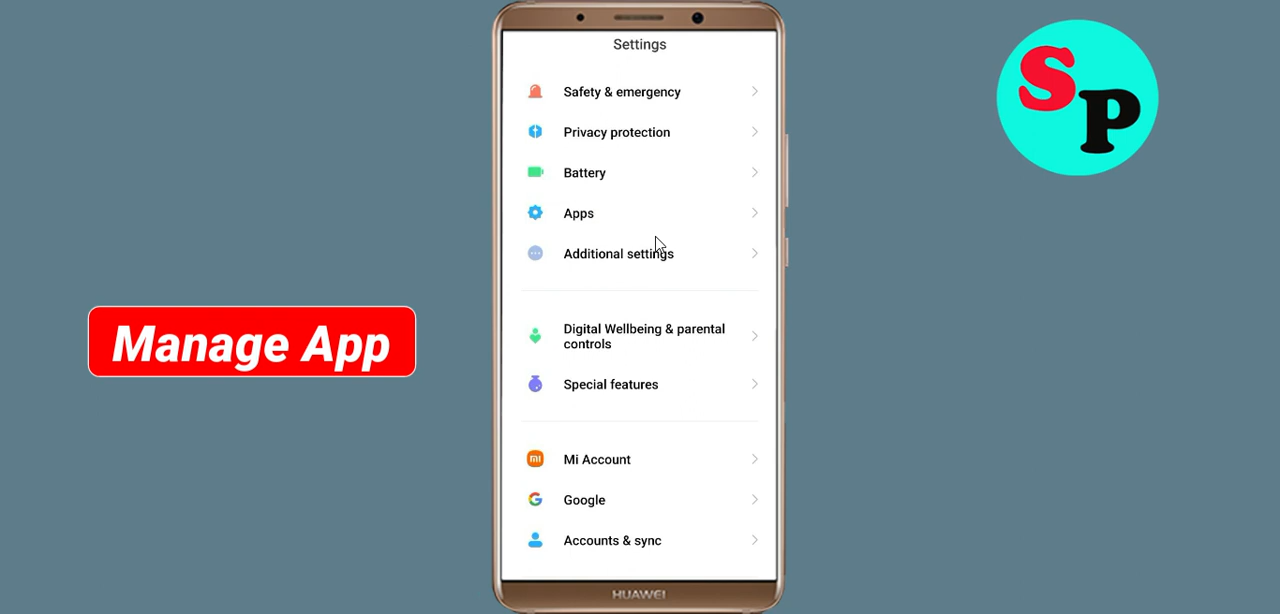 Settings
Safety & emergency
Privacy protection
Battery
Apps
Additional settings
Digital Wellbeing & parental
controls
Special features
mi Mi Account
G Google
Accounts & sync
HUAWEI
Manage App
SP